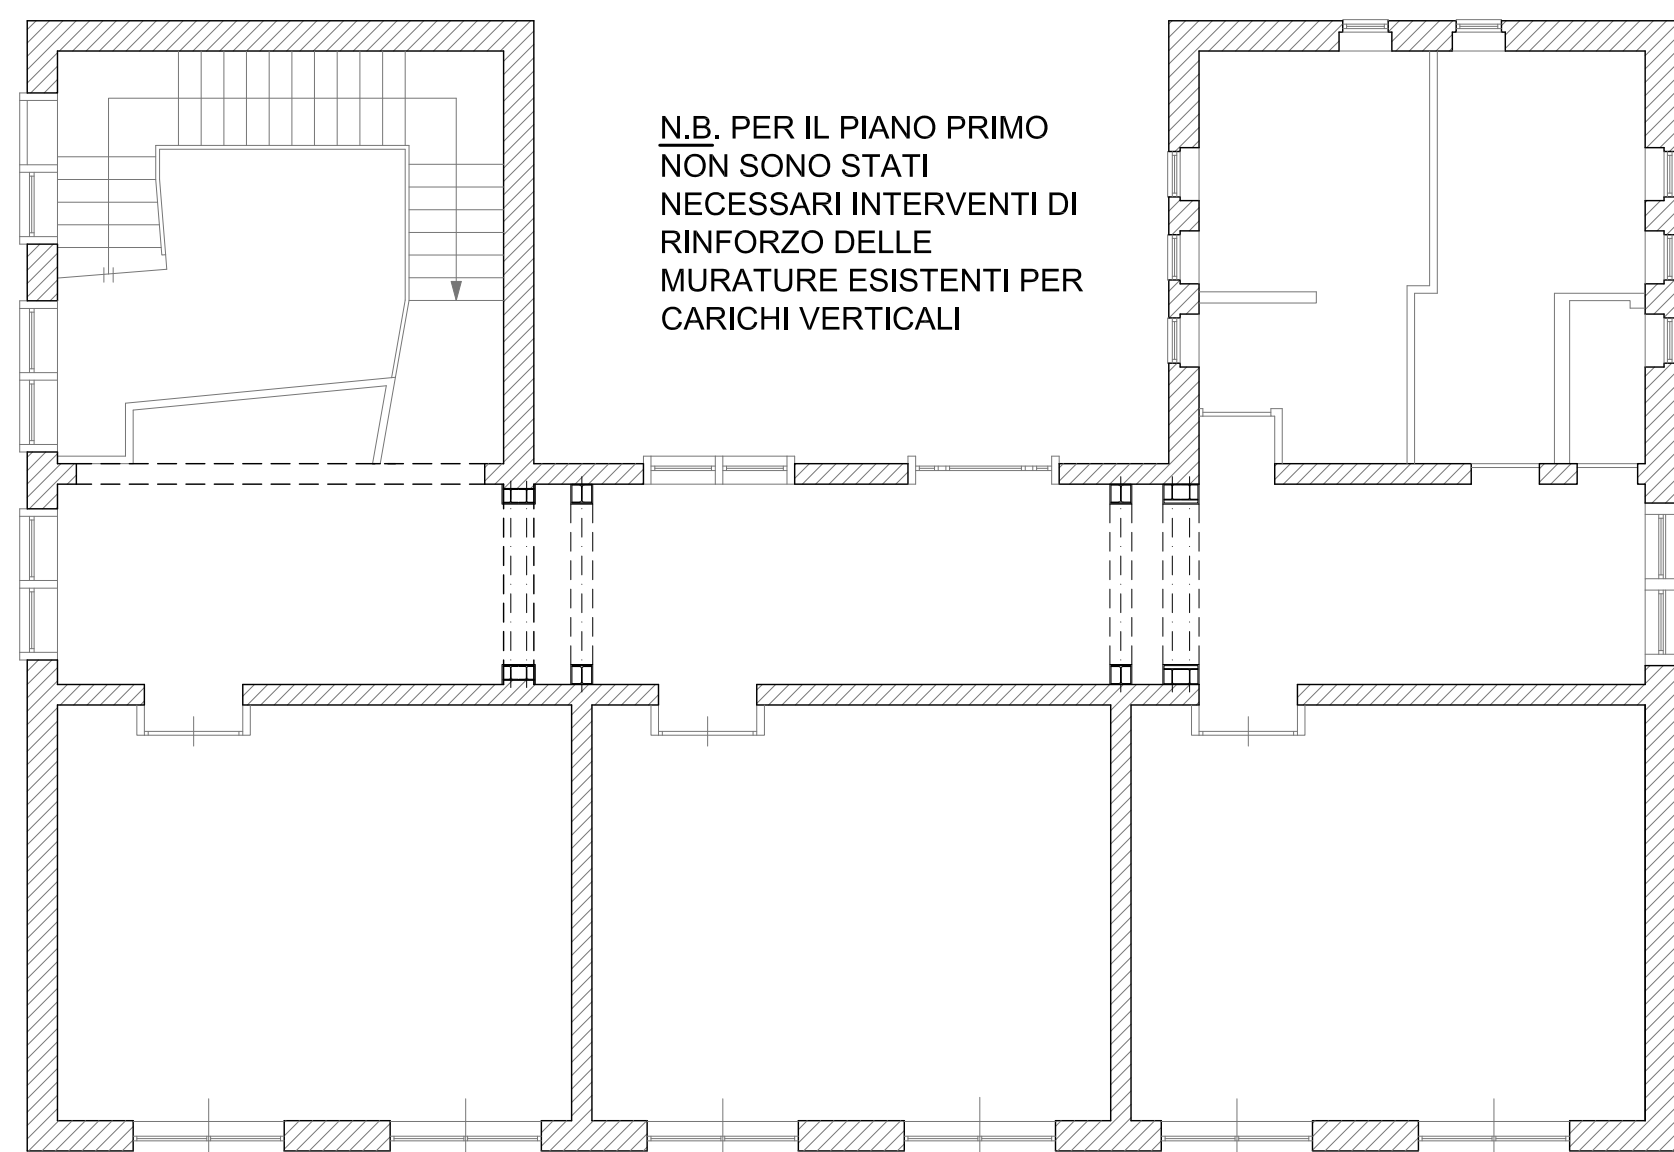 N.B. PER IL PIANO PRIMO
NON SONO STATI
NECESSARI INTERVENTI DI
RINFORZO DELLE
MURATURE ESISTENTI PER
CARICHI VERTICALI